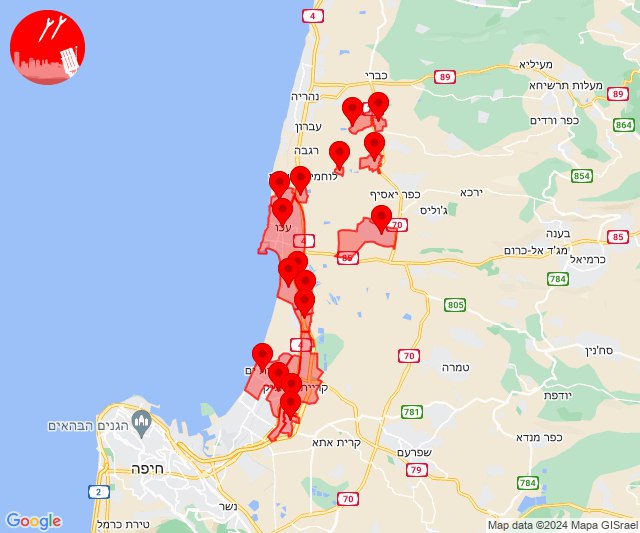 4
כברי
מעיליא
89
מעלות תרשיחא
89
נהריה
70
כפר ורדים
עברון
864
רגבה
לוחמי
854
כפר יאסיף
ירכא
ג'וליס
עכו
70
בענה
85
4
מג'ד אל-כרום
85
כרמיאל
784
805
4
סח'נין
70
טמרה
יודפת
781
הגנים הבהאים
קרית אתא
כפר מנדא
שפרעם
חיפה
79
784
2
70
נשר
טירת כרמל
Google
Map data ©2024 Mapa GISrael